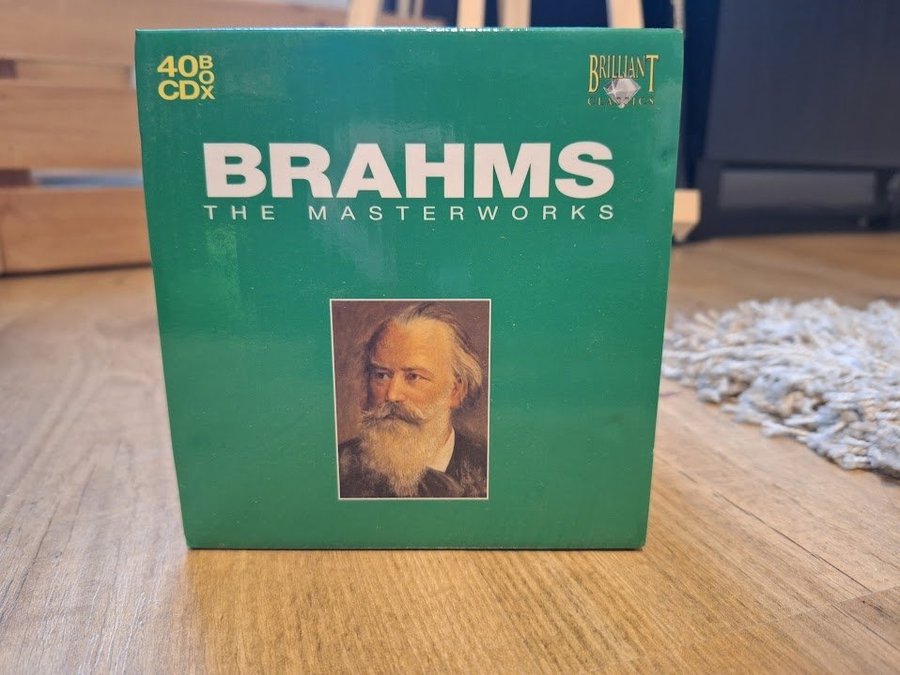 40 BOX
CD
BRILLIANT
CLASSICS
BRAHMS
THE MASTERWORKS